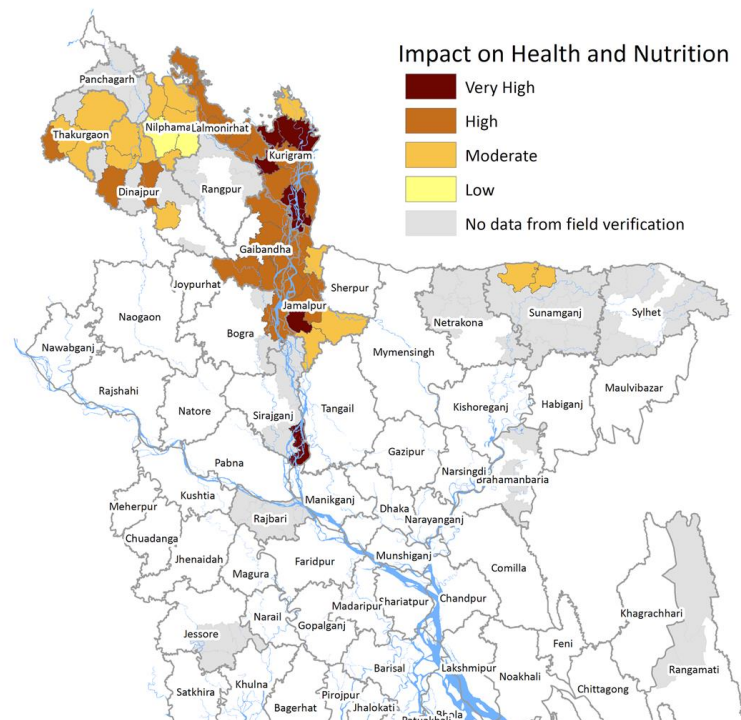 Impact on Health and Nutrition
Very High
High
Moderate
Low
No data from field verification
Panchagarh
Thakurgaon
Nilphama
Lalmonirhat
Kurigram
Dinajpur
Rangpur
Gaibandha
Joypurhat
Sherpur
Jamalpur
Naogaon
Bogra
Netrakona
Sunamganj
Sylhet
Nawabganj
Mymensingh
Rajshahi
Natore
Sirajganj
Tangail
Kishoreganj
Habiganj
Maulvibazar
Gazipur
Pabna
Narsingdi
Brahamanbaria
Kushtia
Manikganj
Meherpur
Rajbari
Dhaka
Narayanganj
Chuadanga
Jhenaidah
Faridpur
Munshiganj
Magura
Comilla
Shariatpur
Chandpur
Madaripur
Khagrachhari
Narail
Gopalganj
Jessore
Feni
Barisal
Lakshmipur
Noakhali
Rangamati
Satkhira
Khulna
Pirojpur
Chittagong
Bagerhat
Jhalokati
Bhola